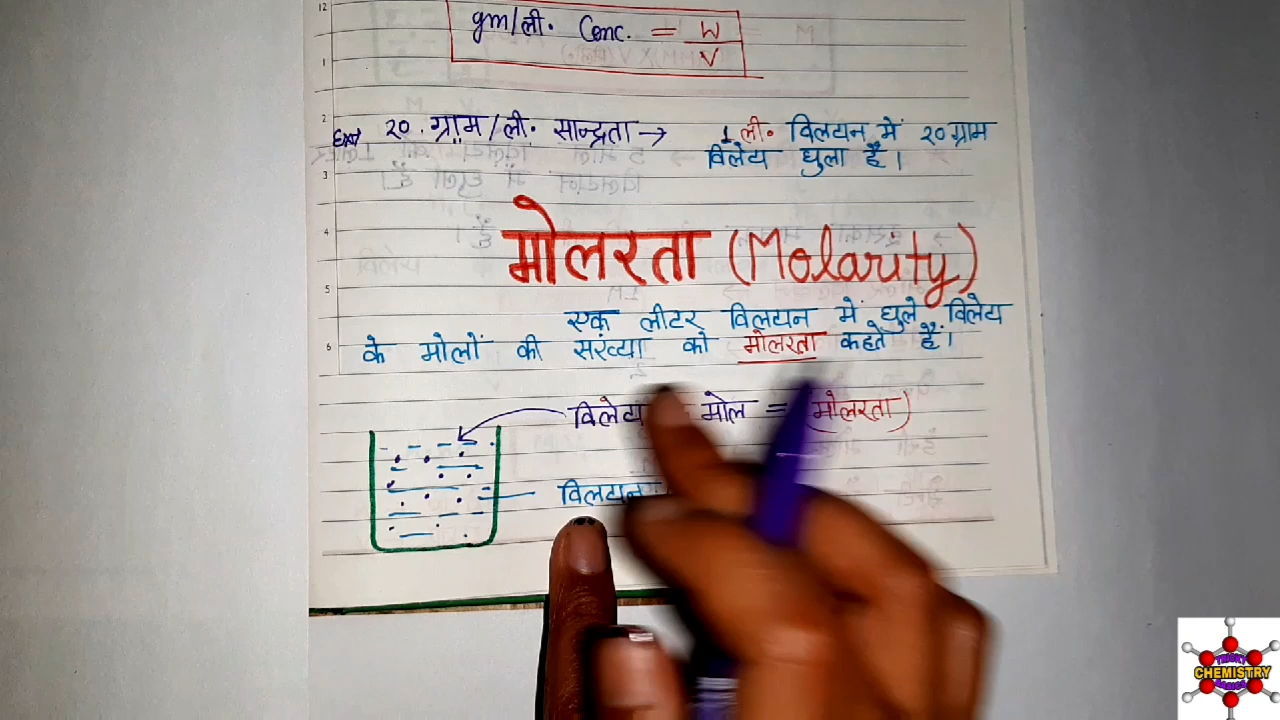 gm/ली. Conc. = W/V
Ex→ २०. ग्राम/ली. सान्द्रता → 1 ली. विलयन में २० ग्राम
विलेय घुला है।
मोलरता (Molarity)
एक लीटर विलयन में घुले विलेय
के मोलों की संख्या को मोलरता कहते हैं।
विलेय मोल = (मोलरता)
विलयन
CHEMISTRY